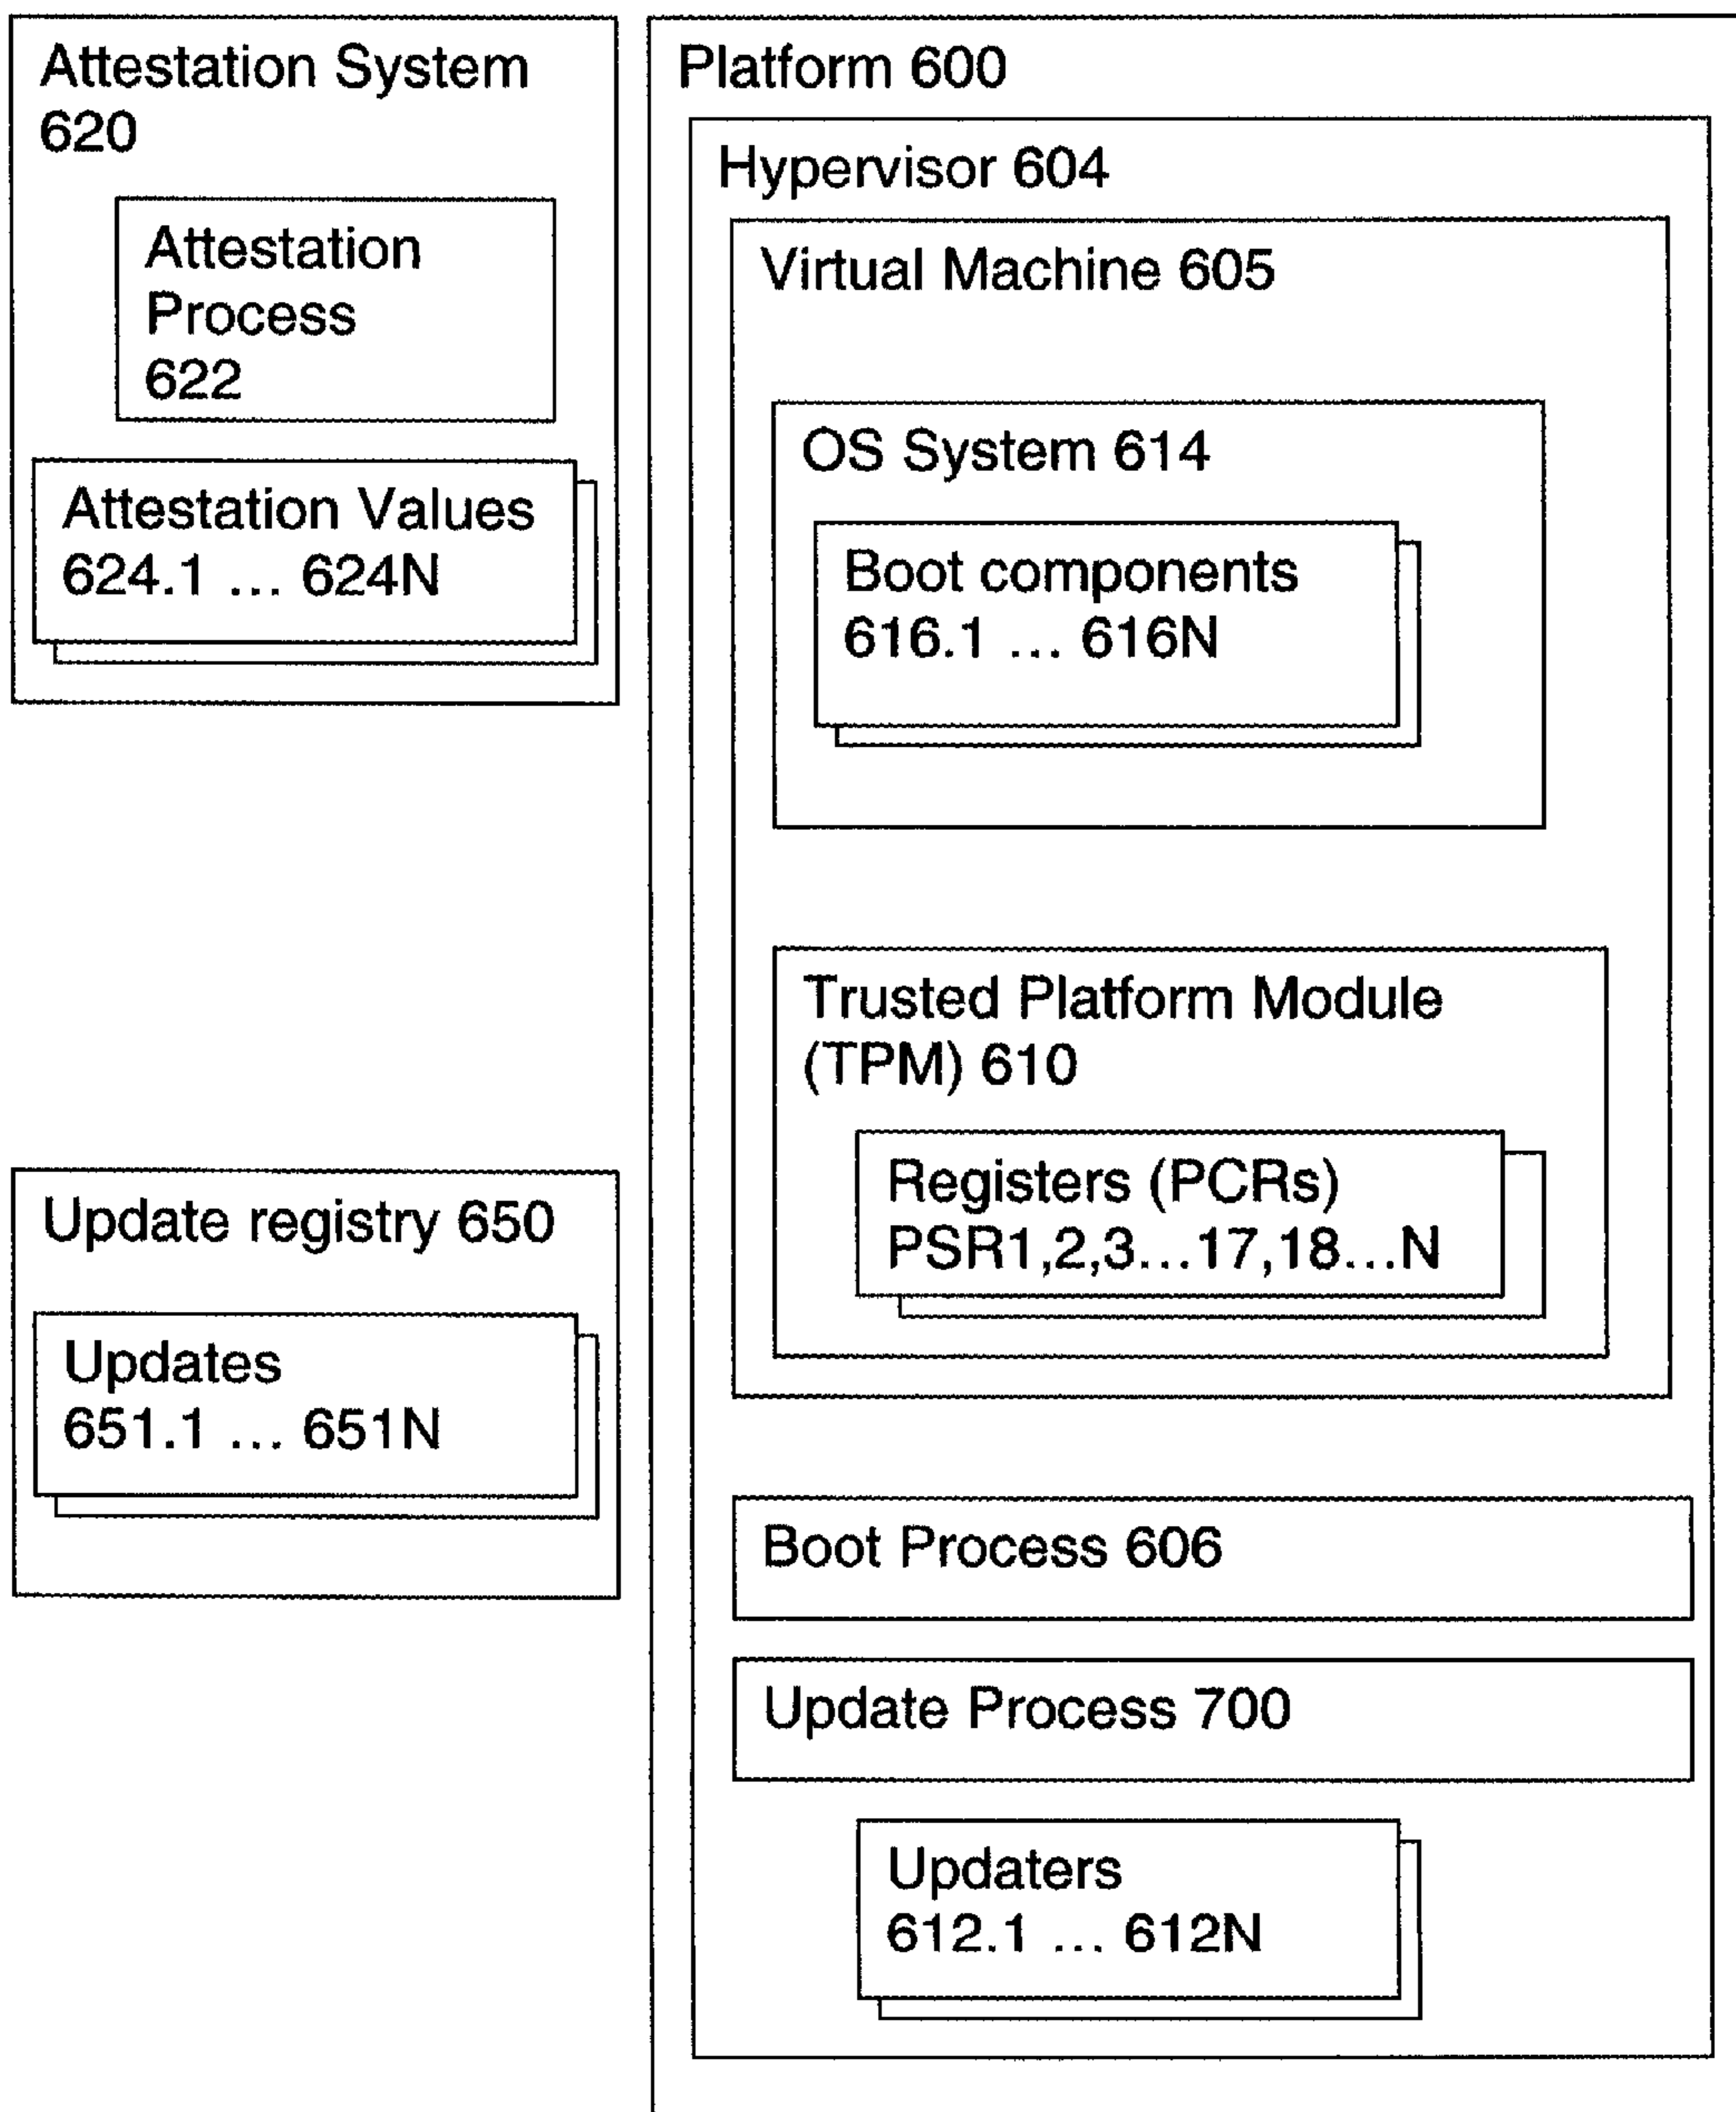 Attestation System
620
Attestation
Process
622
Attestation Values
624.1 ... 624N
Update registry 650
Updates
651.1 ... 651N
Platform 600
Hypervisor 604
Virtual Machine 605
OS System 614
Boot components
616.1 ... 616N
Trusted Platform Module
(TPM) 610
Registers (PCRs)
PSR1,2,3...17,18...N
Boot Process 606
Update Process 700
Updaters
612.1 ... 612N